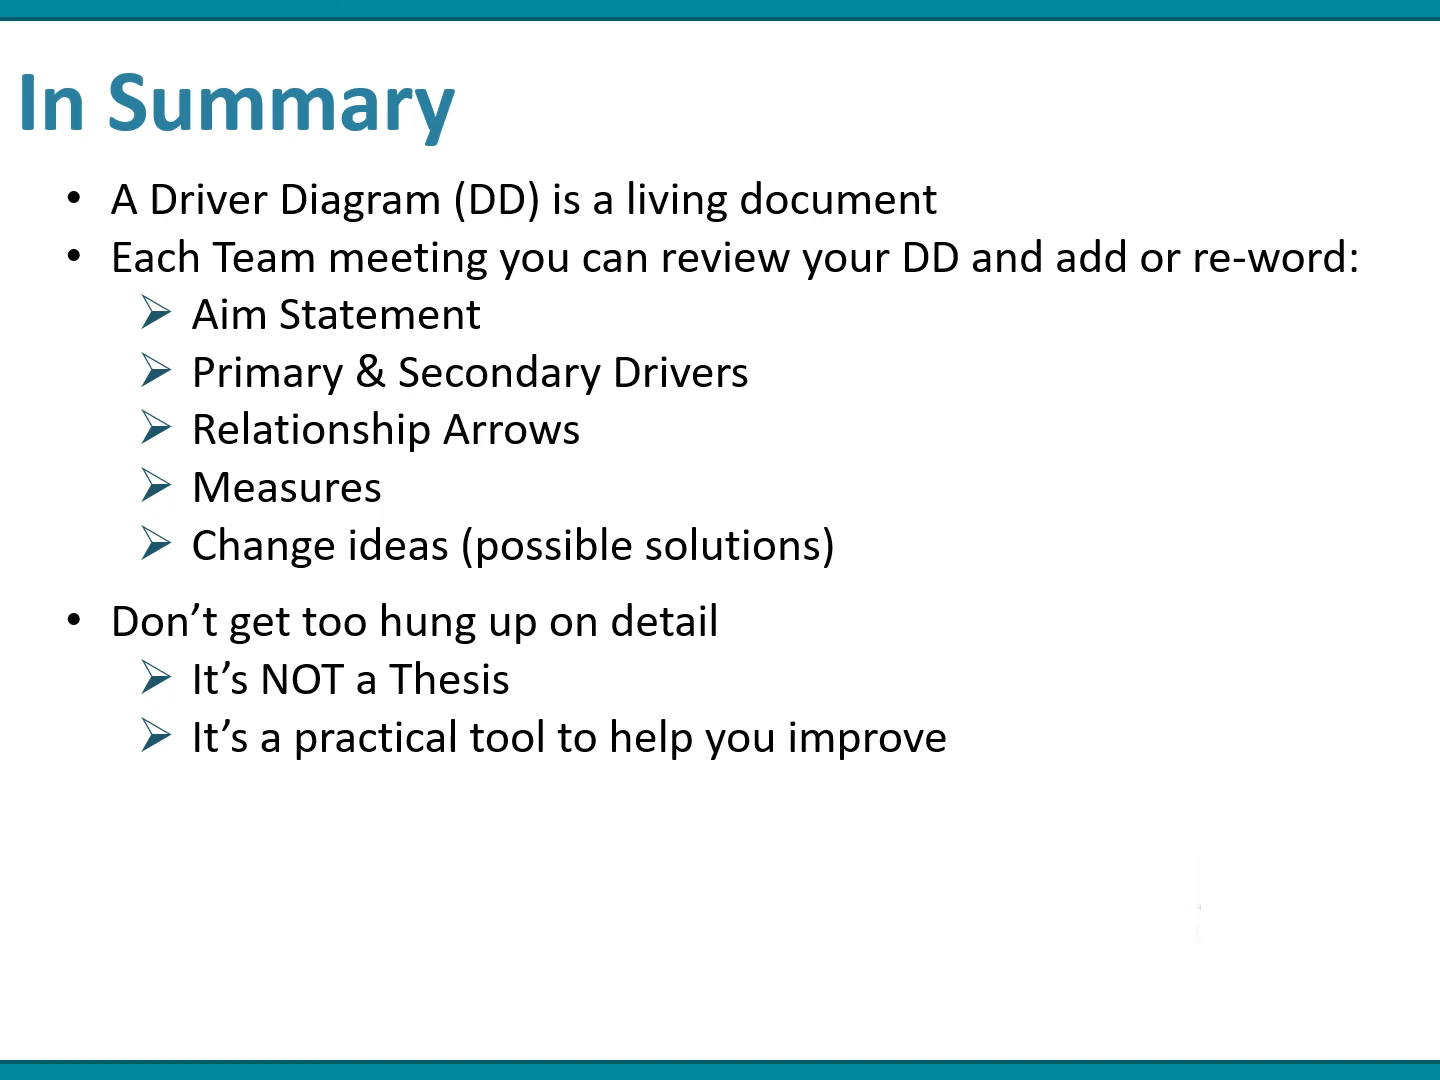 In Summary
• A Driver Diagram (DD) is a living document
• Each Team meeting you can review your DD and add or re-word:
➢ Aim Statement
➢ Primary & Secondary Drivers
➢ Relationship Arrows
➢ Measures
➢ Change ideas (possible solutions)
• Don’t get too hung up on detail
➢ It’s NOT a Thesis
➢ It’s a practical tool to help you improve